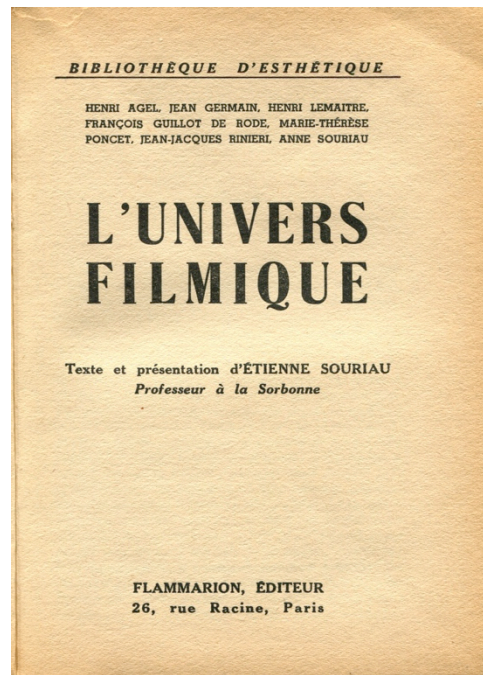 BIBLIOTHÈQUE D'ESTHÉTIQUE
HENRI AGEL, JEAN GERMAIN, HENRI LEMAITRE,
FRANÇOIS GUILLOT DE RODE, MARIE-THÉRÈSE
PONCET, JEAN-JACQUES RINIERI, ANNE SOURIAU
L'UNIVERS
FILMIQUE
Texte et présentation d'ÉTIENNE SOURIAU
Professeur à la Sorbonne
FLAMMARION, ÉDITEUR
26, rue Racine, Paris